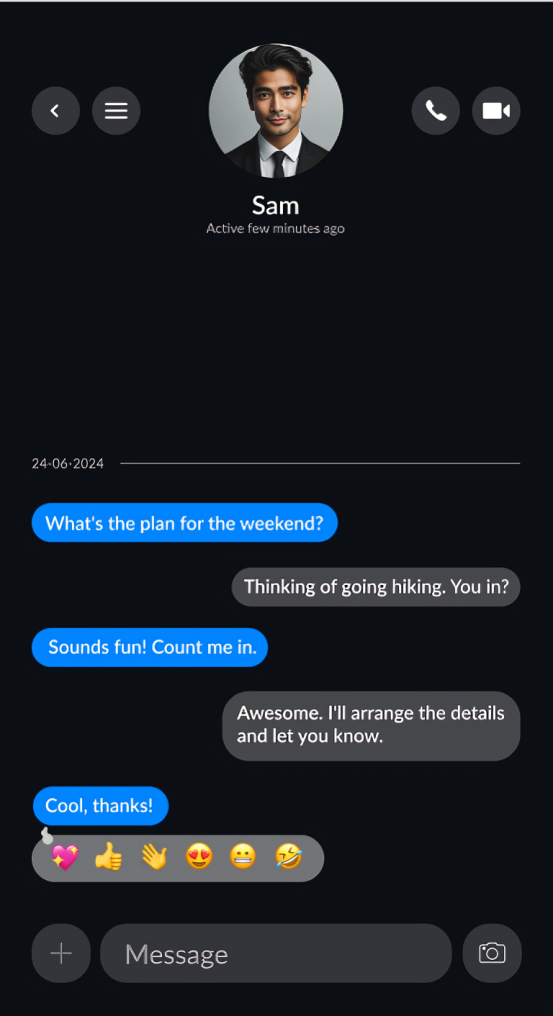 Sam
Active few minutes ago
24-06-2024
What's the plan for the weekend?
Thinking of going hiking. You in?
Sounds fun! Count me in.
Awesome. I'll arrange the details
and let you know.
Cool, thanks!
Message